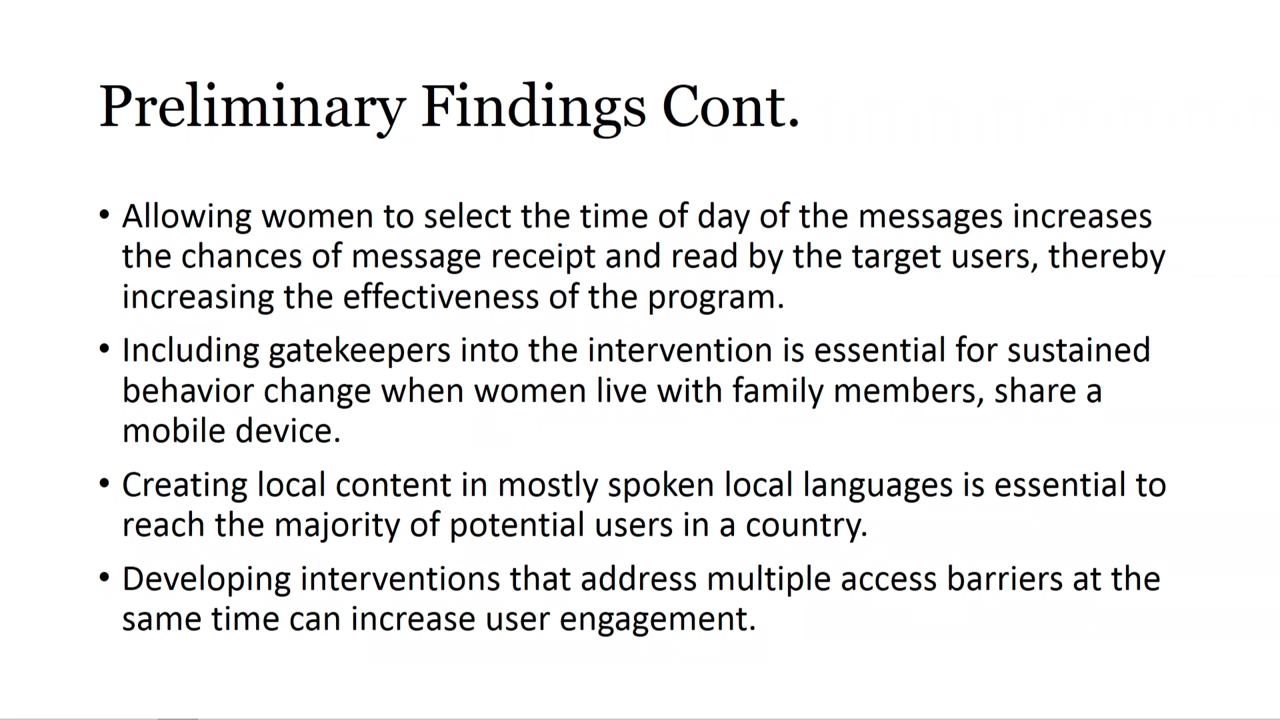 Preliminary Findings Cont.
• Allowing women to select the time of day of the messages increases
the chances of message receipt and read by the target users, thereby
increasing the effectiveness of the program.
• Including gatekeepers into the intervention is essential for sustained
behavior change when women live with family members, share a
mobile device.
• Creating local content in mostly spoken local languages is essential to
reach the majority of potential users in a country.
• Developing interventions that address multiple access barriers at the
same time can increase user engagement.